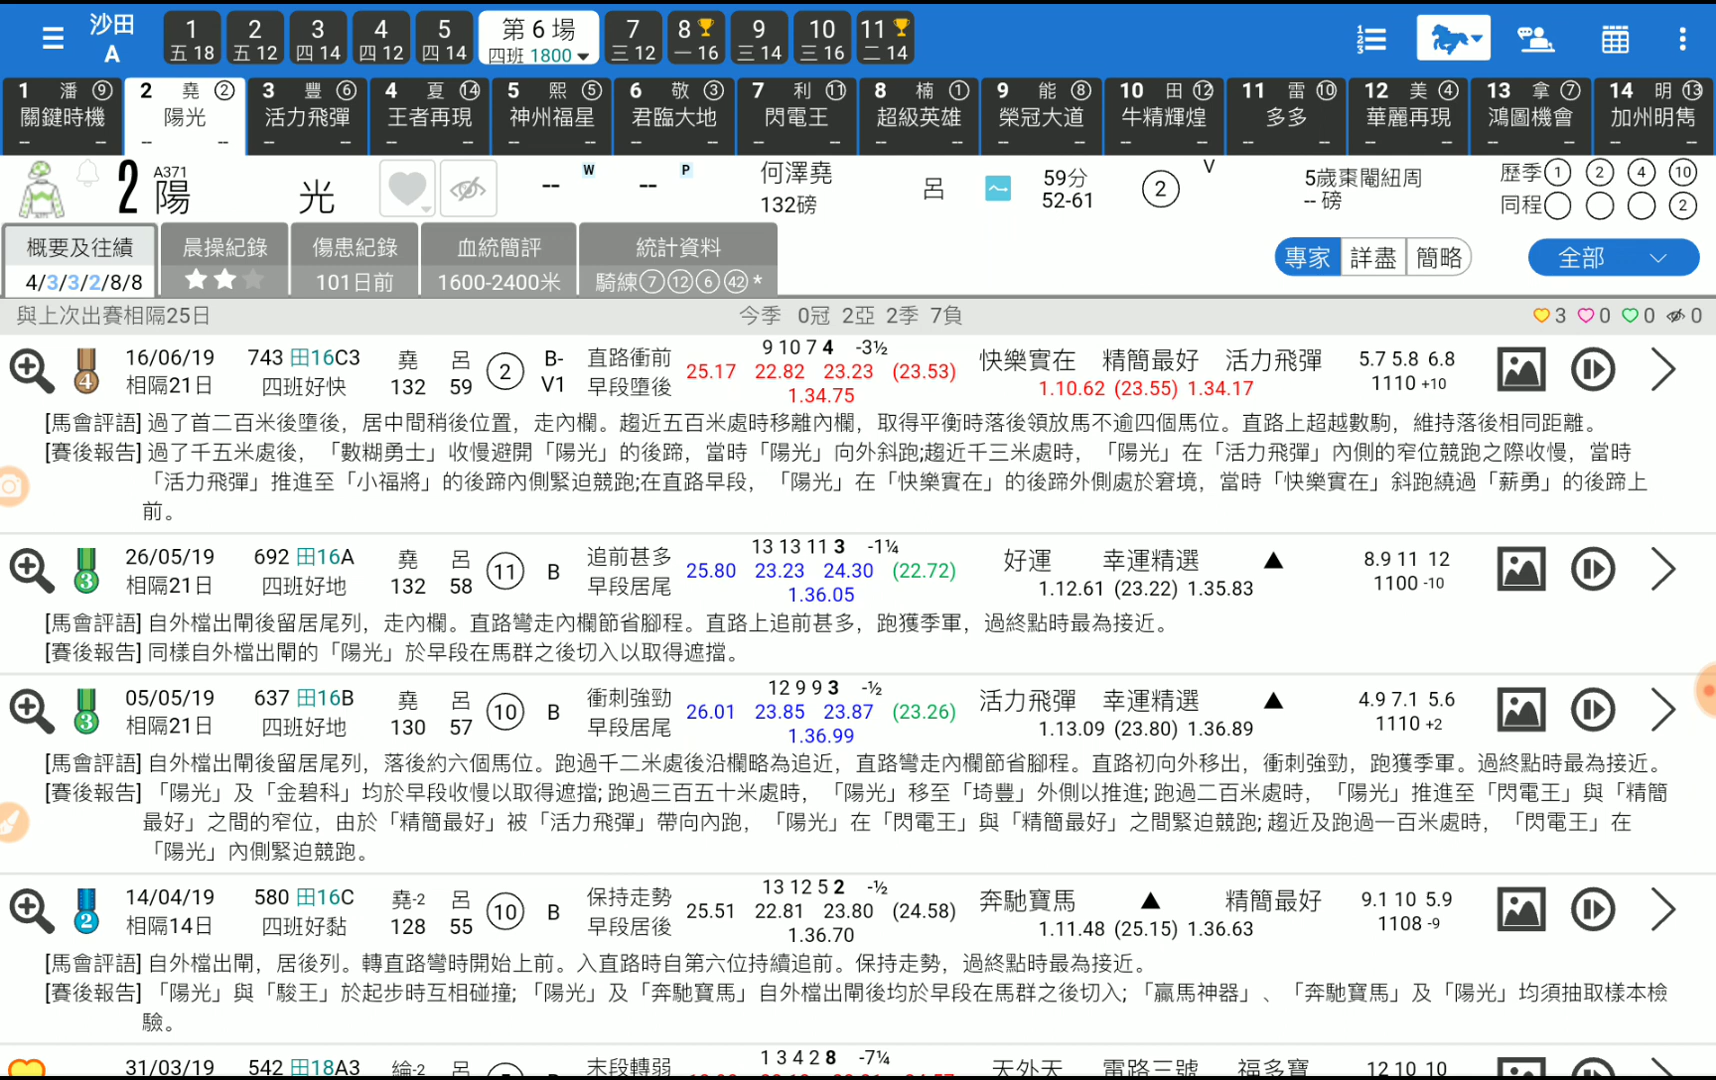 沙田
A
1 五 18
2 五 12
3 四 14
4 四 12
5 四 14
第 6 場 四班 1800
7 三 12
8 一 16
9 三 14
10 三 16
11 二 14
1 潘 9 關鍵時機 -- --
2 堯 2 陽光 -- --
3 豐 6 活力飛彈 -- --
4 夏 14 王者再現 -- --
5 熙 5 神州福星 -- --
6 敬 3 君臨大地 -- --
7 利 11 閃電王 -- --
8 楠 1 超級英雄 -- --
9 能 8 榮冠大道 -- --
10 田 12 牛精輝煌 -- --
11 雷 10 多多 -- --
12 美 4 華麗再現 -- --
13 拿 7 鴻圖機會 -- --
14 明 13 加州明雋 -- --
2 A371 陽 光 -- W -- P 何澤堯 132磅 呂 59分 52-61 ② V 5歲東閹紐周 -- 磅
歷季 ① ② ④ ⑩
同程 ②
概要及往績 4/3/3/2/8/8
晨操紀錄
傷患紀錄 101日前
血統簡評 1600-2400米
統計資料 騎練⑦⑫⑥㊷*
專家 詳盡 簡略 全部
與上次出賽相隔25日 今季 0冠 2亞 2季 7負 3 0 0 0
4 16/06/19 743 田16C3 堯 呂 ② B- 直路衝前 9 10 7 4 -3½ 快樂實在 精簡最好 活力飛彈 5.7 5.8 6.8
相隔21日 四班好快 132 59 V1 早段墮後 25.17 22.82 23.23 (23.53) 1.34.75 1.10.62 (23.55) 1.34.17 1110 +10
[馬會評語] 過了首二百米後墮後，居中間稍後位置，走內欄。趨近五百米處時移離內欄，取得平衡時落後領放馬不逾四個馬位。直路上超越數駒，維持落後相同距離。
[賽後報告] 過了千五米處後，「數糊勇士」收慢避開「陽光」的後蹄，當時「陽光」向外斜跑;趨近千三米處時，「陽光」在「活力飛彈」內側的窄位競跑之際收慢，當時
「活力飛彈」推進至「小福將」的後蹄內側緊迫競跑;在直路早段，「陽光」在「快樂實在」的後蹄外側處於窘境，當時「快樂實在」斜跑繞過「薪勇」的後蹄上
前。
3 26/05/19 692 田16A 堯 呂 ⑪ B 追前甚多 13 13 11 3 -1¼ 好運 幸運精選 ▲ 8.9 11 12
相隔21日 四班好地 132 58 早段居尾 25.80 23.23 24.30 (22.72) 1.36.05 1.12.61 (23.22) 1.35.83 1100 -10
[馬會評語] 自外檔出閘後留居尾列，走內欄。直路彎走內欄節省腳程。直路上追前甚多，跑獲季軍，過終點時最為接近。
[賽後報告] 同樣自外檔出閘的「陽光」於早段在馬群之後切入以取得遮擋。
3 05/05/19 637 田16B 堯 呂 ⑩ B 衝刺強勁 12 9 9 3 -½ 活力飛彈 幸運精選 ▲ 4.9 7.1 5.6
相隔21日 四班好地 130 57 早段居尾 26.01 23.85 23.87 (23.26) 1.36.99 1.13.09 (23.80) 1.36.89 1110 +2
[馬會評語] 自外檔出閘後留居尾列，落後約六個馬位。跑過千二米處後沿欄略為追近，直路彎走內欄節省腳程。直路初向外移出，衝刺強勁，跑獲季軍。過終點時最為接近。
[賽後報告] 「陽光」及「金碧科」均於早段收慢以取得遮擋; 跑過三百五十米處時，「陽光」移至「埼豐」外側以推進; 跑過二百米處時，「陽光」推進至「閃電王」與「精簡
最好」之間的窄位，由於「精簡最好」被「活力飛彈」帶向內跑，「陽光」在「閃電王」與「精簡最好」之間緊迫競跑; 趨近及跑過一百米處時，「閃電王」在
「陽光」內側緊迫競跑。
2 14/04/19 580 田16C 堯-2 呂 ⑩ B 保持走勢 13 12 5 2 -½ 奔馳寶馬 ▲ 精簡最好 9.1 10 5.9
相隔14日 四班好黏 128 55 早段居後 25.51 22.81 23.80 (24.58) 1.36.70 1.11.48 (25.15) 1.36.63 1108 -9
[馬會評語] 自外檔出閘，居後列。轉直路彎時開始上前。入直路時自第六位持續追前。保持走勢，過終點時最為接近。
[賽後報告] 「陽光」與「駿王」於起步時互相碰撞; 「陽光」及「奔馳寶馬」自外檔出閘後均於早段在馬群之後切入; 「贏馬神器」、「奔馳寶馬」及「陽光」均須抽取樣本檢
驗。
31/03/19 542 田18A3 綸-2 呂 末段轉弱 1 3 4 2 8 -7¼ 天外天 雷路三號 福多寶 12 10 10